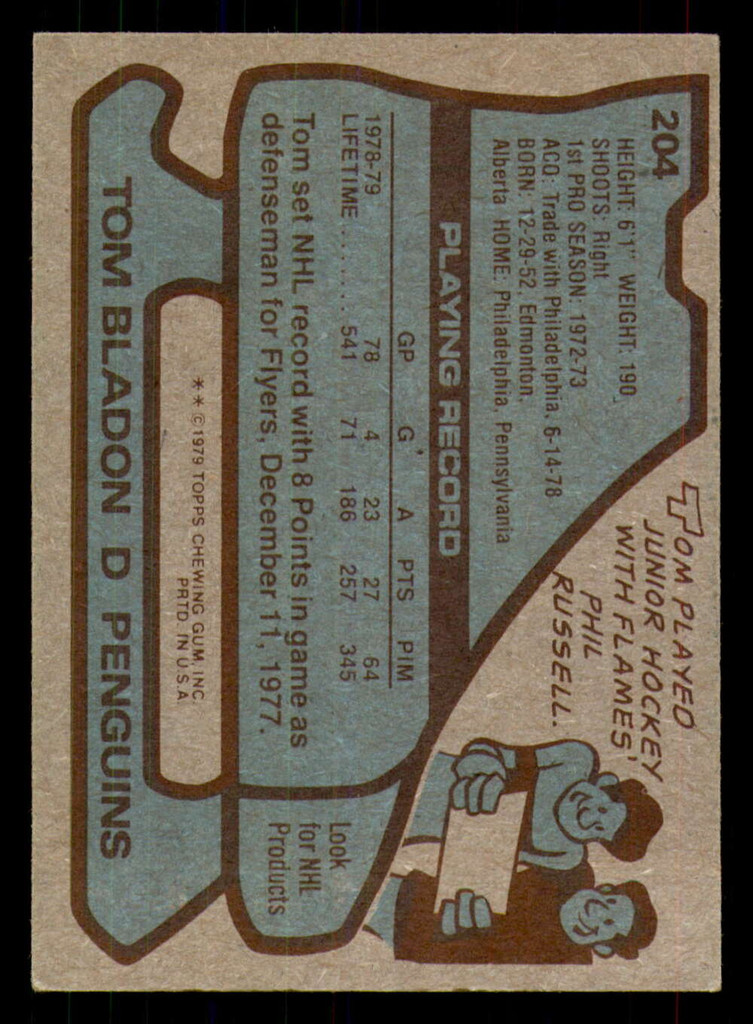 204
HEIGHT: 6'1" WEIGHT: 190
SHOOTS: Right
1st PRO SEASON: 1972-73
ACQ: Trade with Philadelphia, 6-14-78
BORN: 12-29-52, Edmonton,
Alberta HOME: Philadelphia, Pennsylvania
TOM PLAYED
JUNIOR HOCKEY
WITH FLAMES'
PHIL
RUSSELL.
PLAYING RECORD
GP G A PTS PIM
1978-79 78 4 23 27 64
LIFETIME ....... 541 71 186 257 345
Tom set NHL record with 8 Points in game as
defenseman for Flyers, December 11, 1977.
Look
for NHL
Products
** ©1979 TOPPS CHEWING GUM, INC
PRTD IN U.S.A
TOM BLADON D PENGUINS